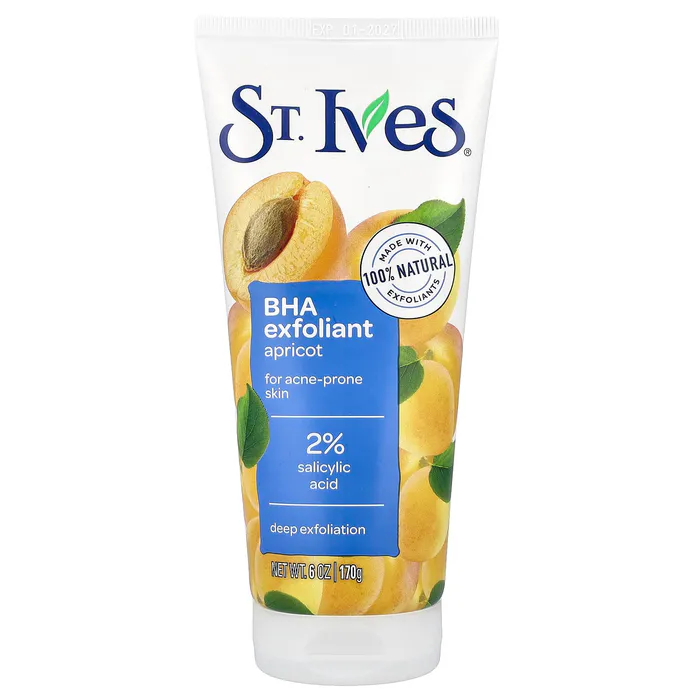 EXP 01-2027
ST. IVES®
MADE WITH
100% NATURAL
EXFOLIANTS
BHA
exfoliant
apricot
for acne-prone
skin
2%
salicylic
acid
deep exfoliation
NET WT. 6 OZ | 170g